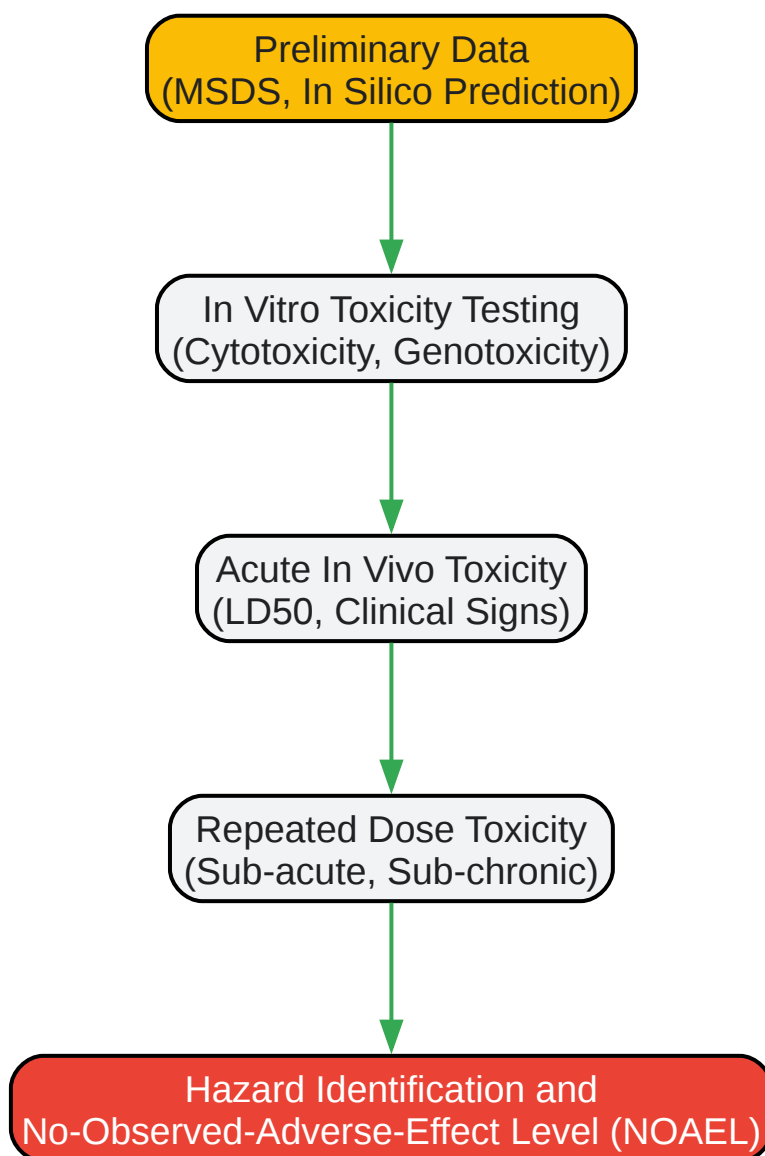 Preliminary Data
(MSDS, In Silico Prediction)
In Vitro Toxicity Testing
(Cytotoxicity, Genotoxicity)
Acute In Vivo Toxicity
(LD50, Clinical Signs)
Repeated Dose Toxicity
(Sub-acute, Sub-chronic)
Hazard Identification and
No-Observed-Adverse-Effect Level (NOAEL)